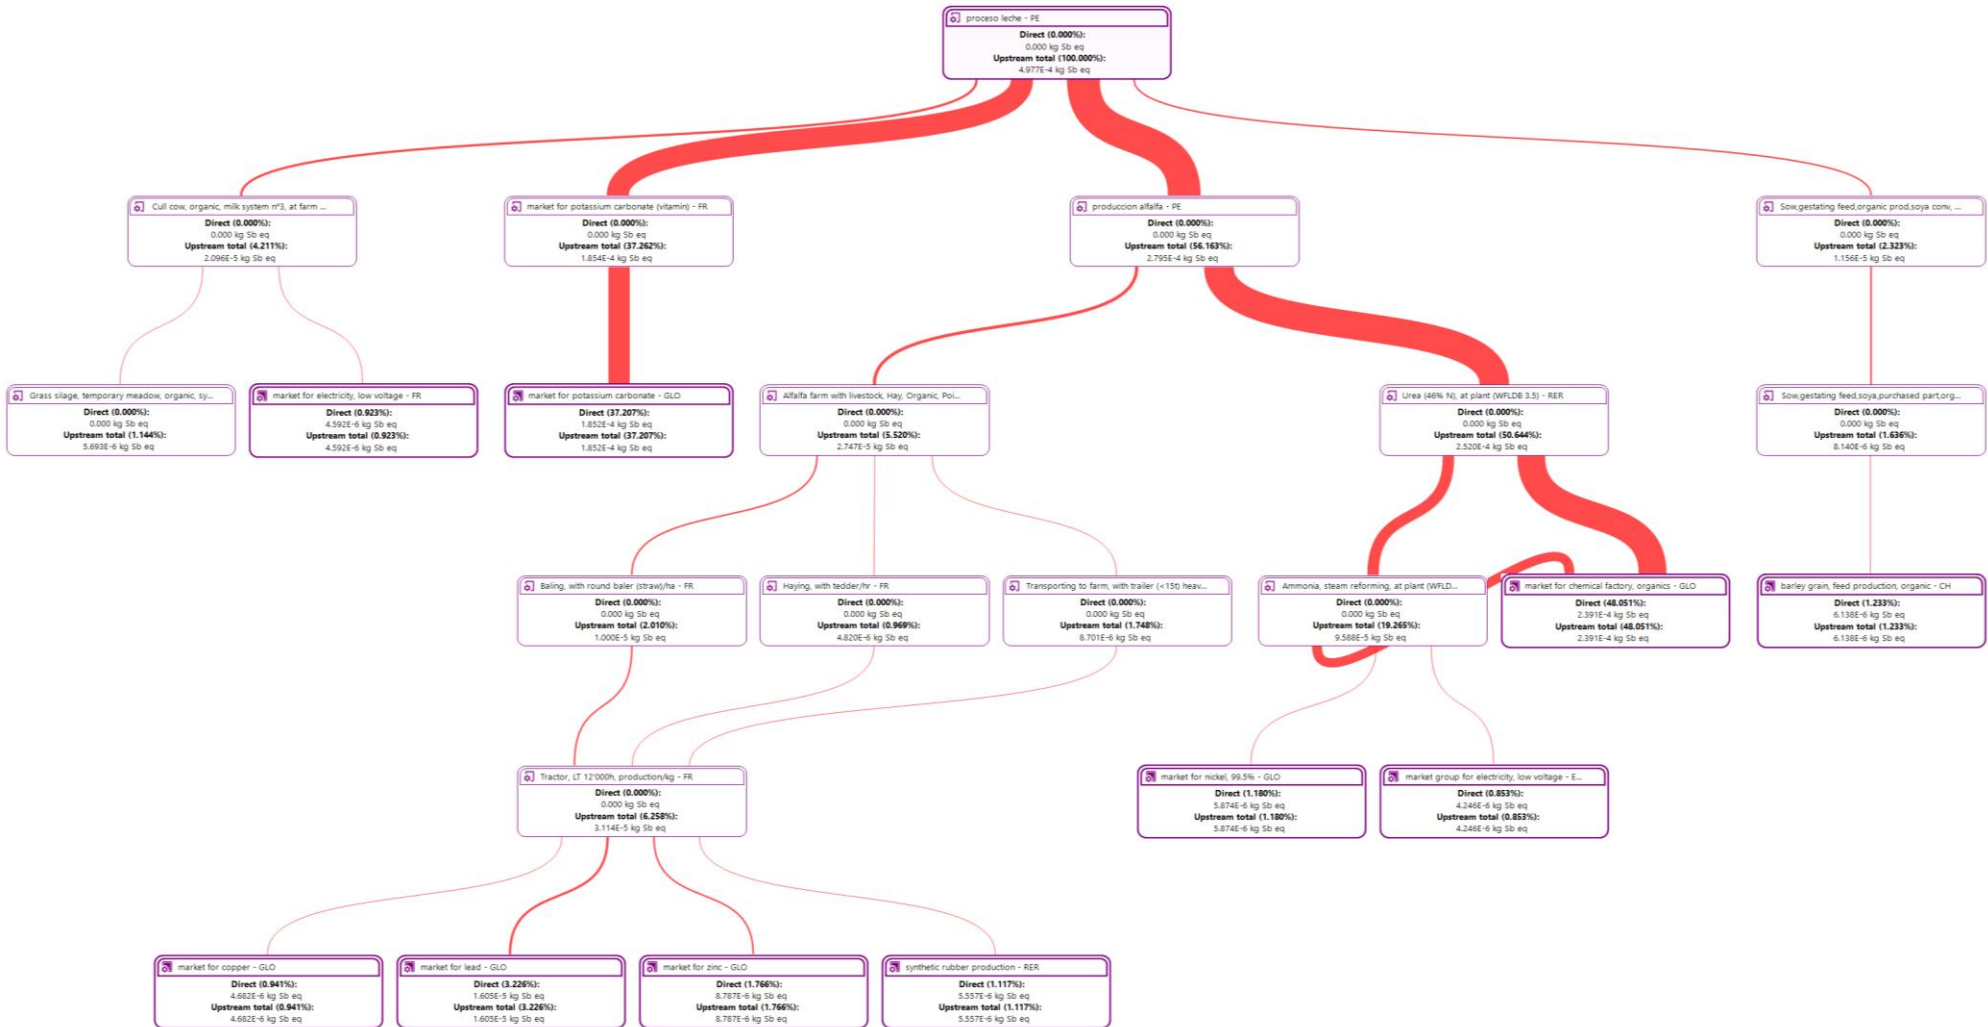 proceso leche - PE
Direct (0.000%):
0.000 kg Sb eq
Upstream total (100.000%):
4.977E-4 kg Sb eq
Cull cow, organic, milk system n°3, at farm ...
Direct (0.000%):
0.000 kg Sb eq
Upstream total (4.211%):
2.096E-5 kg Sb eq
market for potassium carbonate (vitamin) - FR
Direct (0.000%):
0.000 kg Sb eq
Upstream total (37.262%):
1.854E-4 kg Sb eq
produccion alfalfa - PE
Direct (0.000%):
0.000 kg Sb eq
Upstream total (56.163%):
2.795E-4 kg Sb eq
Sow,gestating feed,organic prod,soya conv, ...
Direct (0.000%):
0.000 kg Sb eq
Upstream total (2.323%):
1.156E-5 kg Sb eq
Grass silage, temporary meadow, organic, sy...
Direct (0.000%):
0.000 kg Sb eq
Upstream total (1.144%):
5.693E-6 kg Sb eq
market for electricity, low voltage - FR
Direct (0.923%):
4.592E-6 kg Sb eq
Upstream total (0.923%):
4.592E-6 kg Sb eq
market for potassium carbonate - GLO
Direct (37.207%):
1.852E-4 kg Sb eq
Upstream total (37.207%):
1.852E-4 kg Sb eq
Alfalfa farm with livestock, Hay, Organic, Poi...
Direct (0.000%):
0.000 kg Sb eq
Upstream total (5.520%):
2.747E-5 kg Sb eq
Urea (46% N), at plant (WFLDB 3.5) - RER
Direct (0.000%):
0.000 kg Sb eq
Upstream total (50.644%):
2.520E-4 kg Sb eq
Sow,gestating feed,soya,purchased part,org...
Direct (0.000%):
0.000 kg Sb eq
Upstream total (1.636%):
8.140E-6 kg Sb eq
Baling, with round baler (straw)/ha - FR
Direct (0.000%):
0.000 kg Sb eq
Upstream total (2.010%):
1.000E-5 kg Sb eq
Haying, with tedder/hr - FR
Direct (0.000%):
0.000 kg Sb eq
Upstream total (0.969%):
4.820E-6 kg Sb eq
Transporting to farm, with trailer (<15t) heav...
Direct (0.000%):
0.000 kg Sb eq
Upstream total (1.748%):
8.701E-6 kg Sb eq
Ammonia, steam reforming, at plant (WFLD...
Direct (0.000%):
0.000 kg Sb eq
Upstream total (19.265%):
9.588E-5 kg Sb eq
market for chemical factory, organics - GLO
Direct (48.051%):
2.391E-4 kg Sb eq
Upstream total (48.051%):
2.391E-4 kg Sb eq
barley grain, feed production, organic - CH
Direct (1.233%):
6.138E-6 kg Sb eq
Upstream total (1.233%):
6.138E-6 kg Sb eq
Tractor, LT 12'000h, production/kg - FR
Direct (0.000%):
0.000 kg Sb eq
Upstream total (6.258%):
3.114E-5 kg Sb eq
market for nickel, 99.5% - GLO
Direct (1.180%):
5.874E-6 kg Sb eq
Upstream total (1.180%):
5.874E-6 kg Sb eq
market group for electricity, low voltage - E...
Direct (0.853%):
4.246E-6 kg Sb eq
Upstream total (0.853%):
4.246E-6 kg Sb eq
market for copper - GLO
Direct (0.941%):
4.682E-6 kg Sb eq
Upstream total (0.941%):
4.682E-6 kg Sb eq
market for lead - GLO
Direct (3.226%):
1.605E-5 kg Sb eq
Upstream total (3.226%):
1.605E-5 kg Sb eq
market for zinc - GLO
Direct (1.766%):
8.787E-6 kg Sb eq
Upstream total (1.766%):
8.787E-6 kg Sb eq
synthetic rubber production - RER
Direct (1.117%):
5.557E-6 kg Sb eq
Upstream total (1.117%):
5.557E-6 kg Sb eq